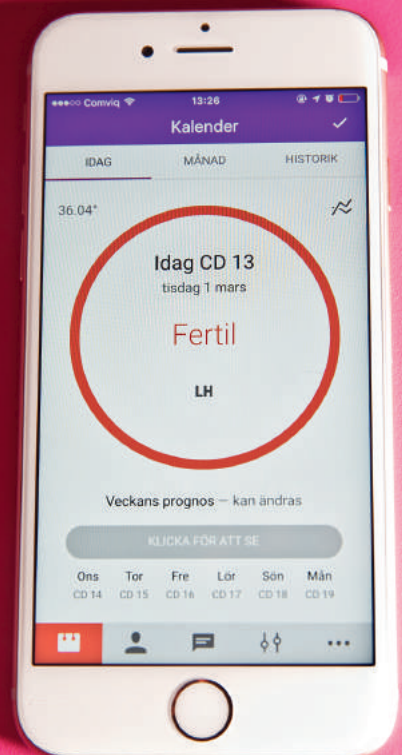 Comviq 13:26
Kalender
IDAG MÅNAD HISTORIK
36.04°
Idag CD 13
tisdag 1 mars
Fertil
LH
Veckans prognos – kan ändras
KLICKA FÖR ATT SE
Ons Tor Fre Lör Sön Mån
CD 14 CD 15 CD 16 CD 17 CD 18 CD 19